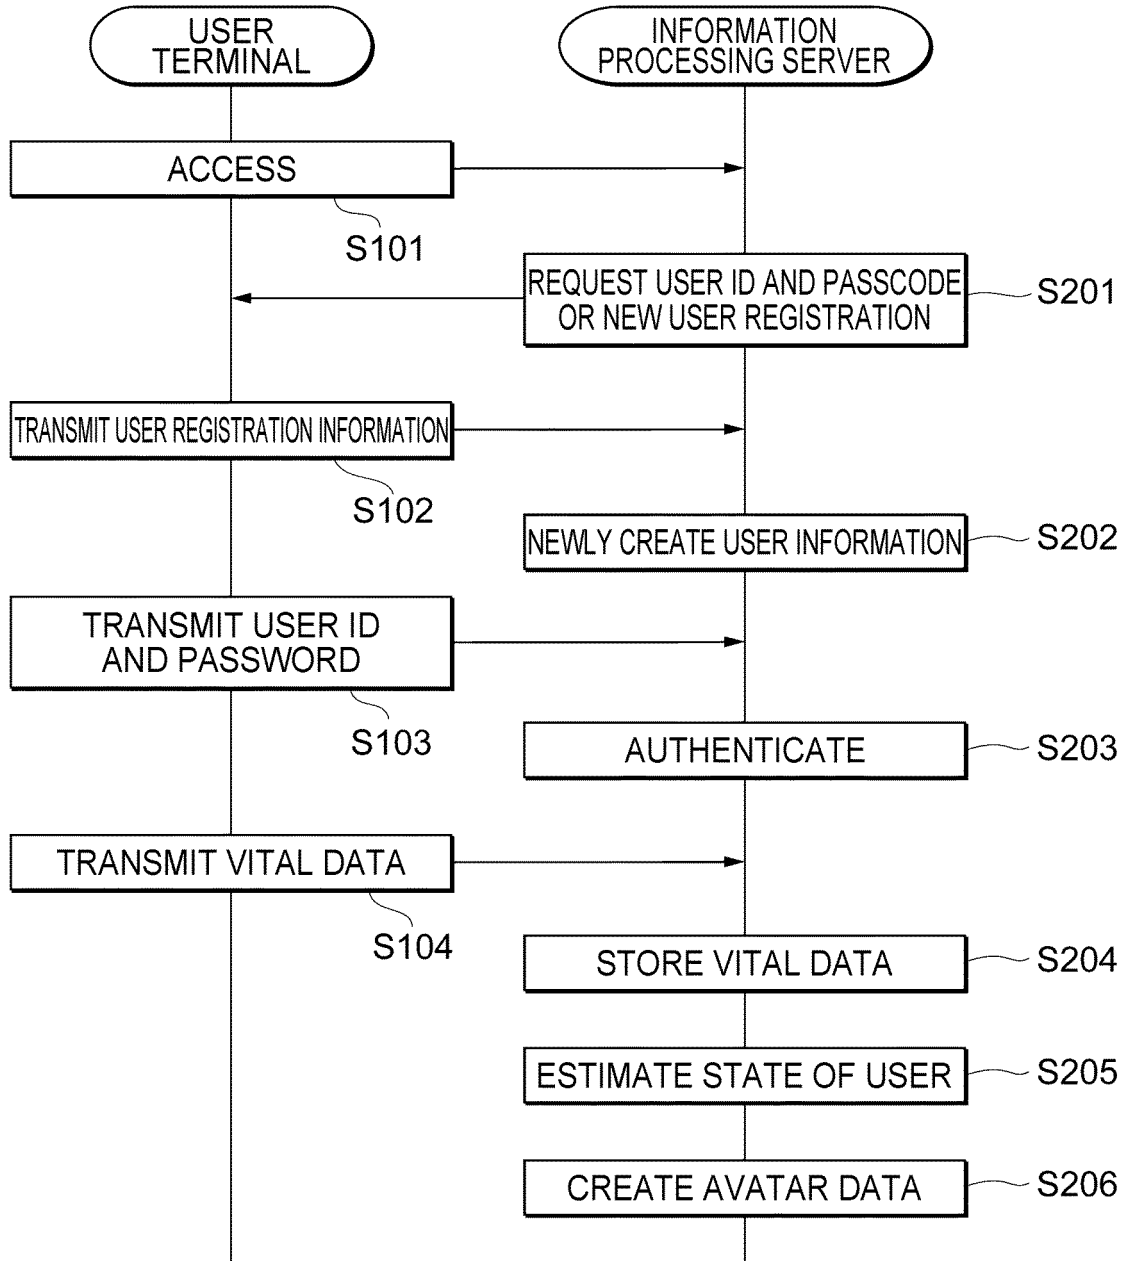 USER
TERMINAL
INFORMATION
PROCESSING SERVER
ACCESS
S101
REQUEST USER ID AND PASSCODE
OR NEW USER REGISTRATION
S201
TRANSMIT USER REGISTRATION INFORMATION
S102
NEWLY CREATE USER INFORMATION
S202
TRANSMIT USER ID
AND PASSWORD
S103
AUTHENTICATE
S203
TRANSMIT VITAL DATA
S104
STORE VITAL DATA
S204
ESTIMATE STATE OF USER
S205
CREATE AVATAR DATA
S206